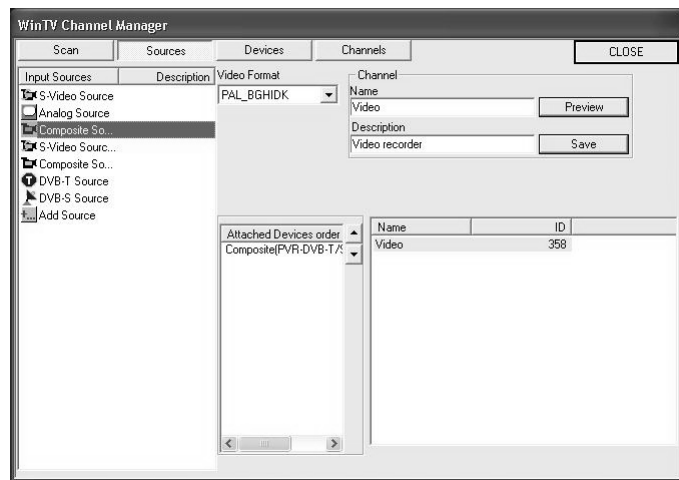 WinTV Channel Manager
Scan Sources Devices Channels CLOSE
Input Sources Description
S-Video Source
Analog Source
Composite So...
S-Video Sourc...
Composite So...
DVB-T Source
DVB-S Source
Add Source
Video Format
PAL_BGHIDK
Channel
Name
Video Preview
Description
Video recorder Save
Attached Devices order
Composite(PVR-DVB-T/S
Name ID
Video 358